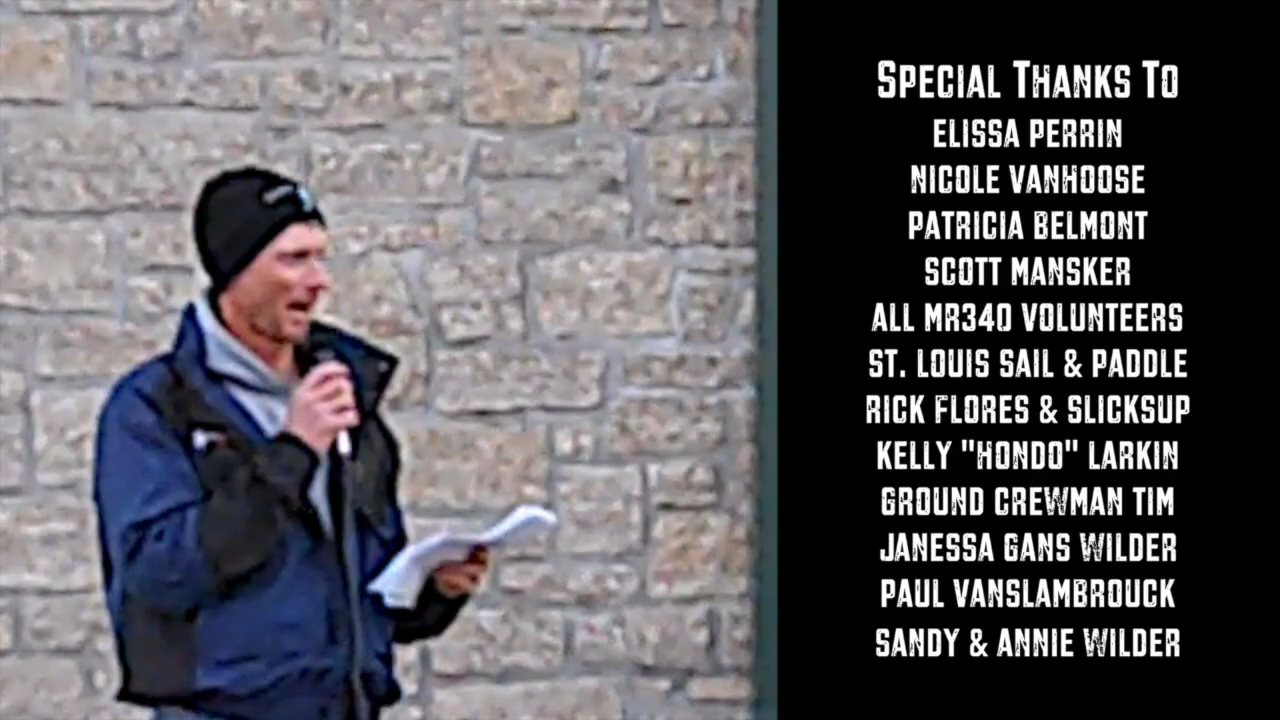 Special Thanks To
ELISSA PERRIN
NICOLE VANHOOSE
PATRICIA BELMONT
SCOTT MANSKER
ALL MR340 VOLUNTEERS
ST. LOUIS SAIL & PADDLE
RICK FLORES & SLICKSUP
KELLY "HONDO" LARKIN
GROUND CREWMAN TIM
JANESSA GANS WILDER
PAUL VANSLAMBROUCK
SANDY & ANNIE WILDER